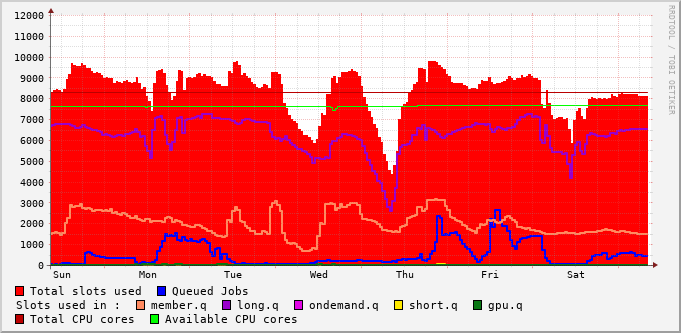 12000
11000
10000
9000
8000
7000
6000
5000
4000
3000
2000
1000
0
Sun Mon Tue Wed Thu Fri Sat
Total slots used Queued Jobs
Slots used in : member.q long.q ondemand.q short.q gpu.q
Total CPU cores Available CPU cores
RRDTOOL / TOBI OETIKER